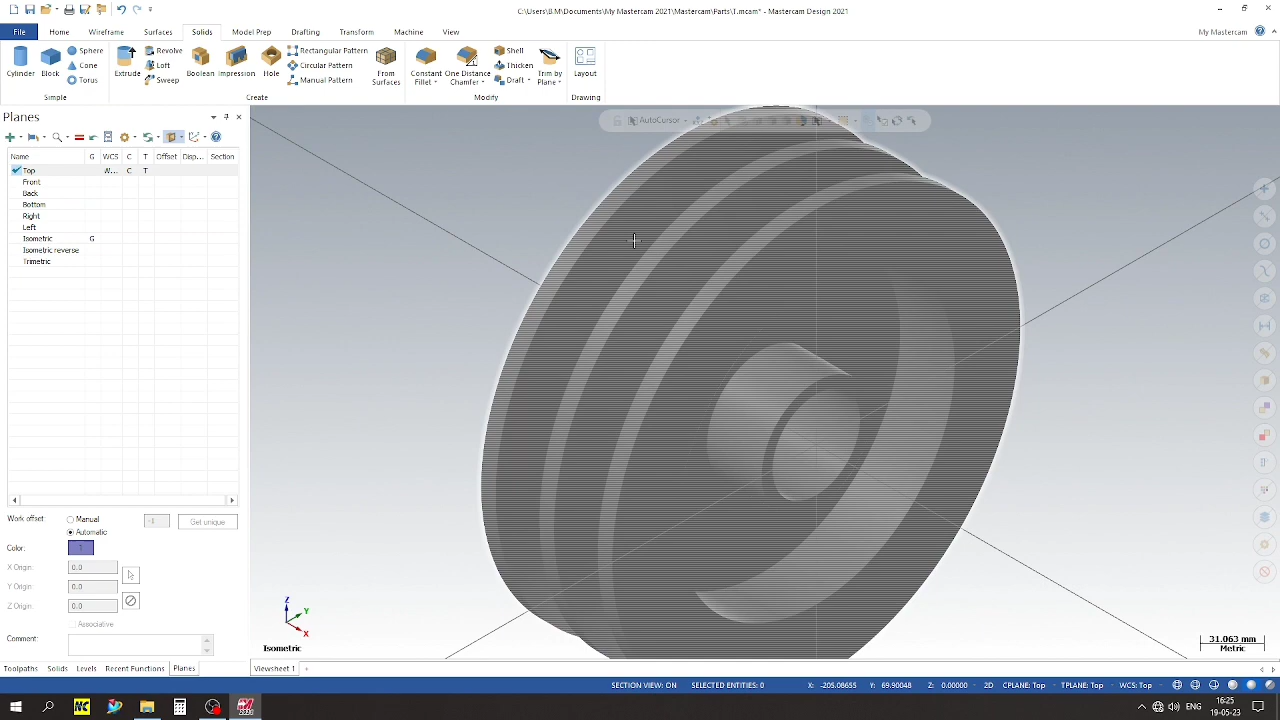 C:\Users\B.M\Documents\My Mastercam 2021\Mastercam\Parts\T.mcam* - Mastercam Design 2021
File Home Wireframe Surfaces Solids Model Prep Drafting Transform Machine View My Mastercam
Cylinder Block Sphere Cone Torus
Simple
Extrude Revolve Loft Sweep Boolean Impression Hole Rectangular Pattern Circular Pattern Manual Pattern From Surfaces
Create
Constant Fillet One Distance Chamfer Shell Thicken Draft Trim by Plane
Modify
Layout
Drawing
Planes
AutoCursor
Name G WCS C T Offset Disp... Section
Top W... C T
Front
Back
Bottom
Right
Left
Isometric G
Isometric reverse
Trimetric
Work offset: Manual -1 Get unique
Automatic
Color: T
X Origin: 0.0
Y Origin: 0.0
Z Origin: 0.0
Associative
Comment:
Z
Y
X
Isometric
31.063 mm
Metric
Toolpaths Solids Levels Recent Functions Planes Viewsheet 1 +
SECTION VIEW: ON SELECTED ENTITIES: 0 X: -205.08655 Y: 69.90048 Z: 0.00000 2D CPLANE: Top TPLANE: Top WCS: Top
ENG 16:25